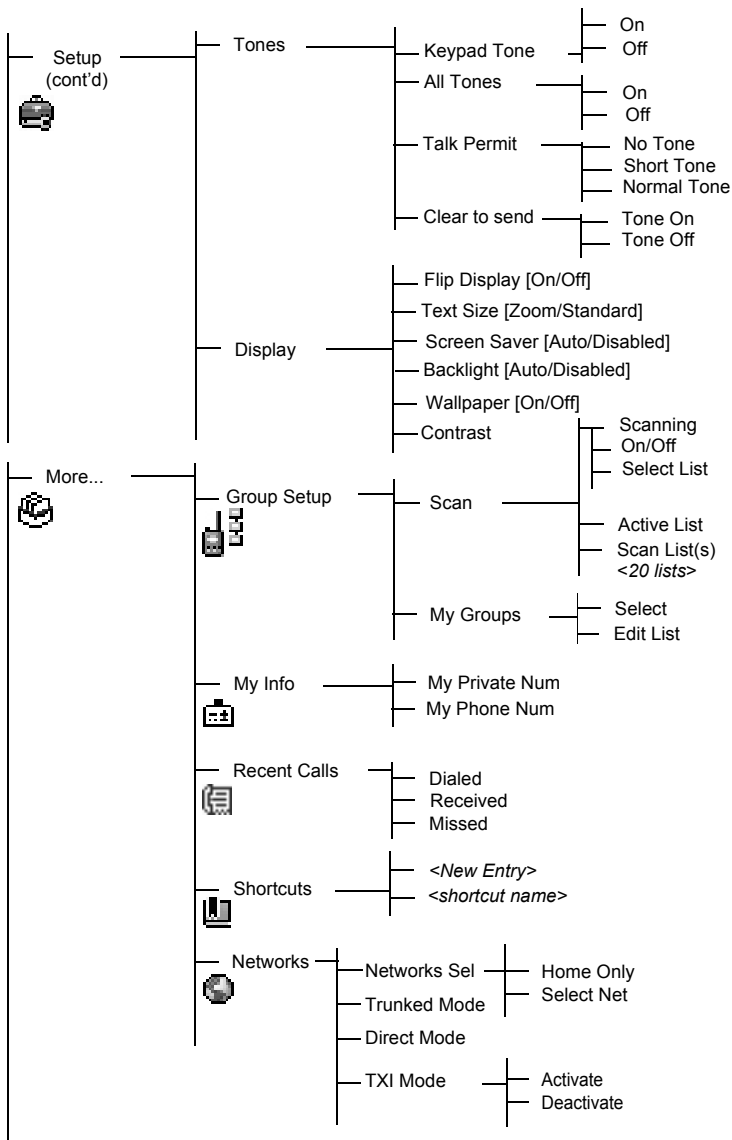 Setup
(cont'd)
Tones
Keypad Tone
On
Off
All Tones
On
Off
Talk Permit
No Tone
Short Tone
Normal Tone
Clear to send
Tone On
Tone Off
Display
Flip Display [On/Off]
Text Size [Zoom/Standard]
Screen Saver [Auto/Disabled]
Backlight [Auto/Disabled]
Wallpaper [On/Off]
Contrast
More...
Group Setup
Scan
Scanning
On/Off
Select List
Active List
Scan List(s)
<20 lists>
My Groups
Select
Edit List
My Info
My Private Num
My Phone Num
Recent Calls
Dialed
Received
Missed
Shortcuts
<New Entry>
<shortcut name>
Networks
Networks Sel
Home Only
Select Net
Trunked Mode
Direct Mode
TXI Mode
Activate
Deactivate